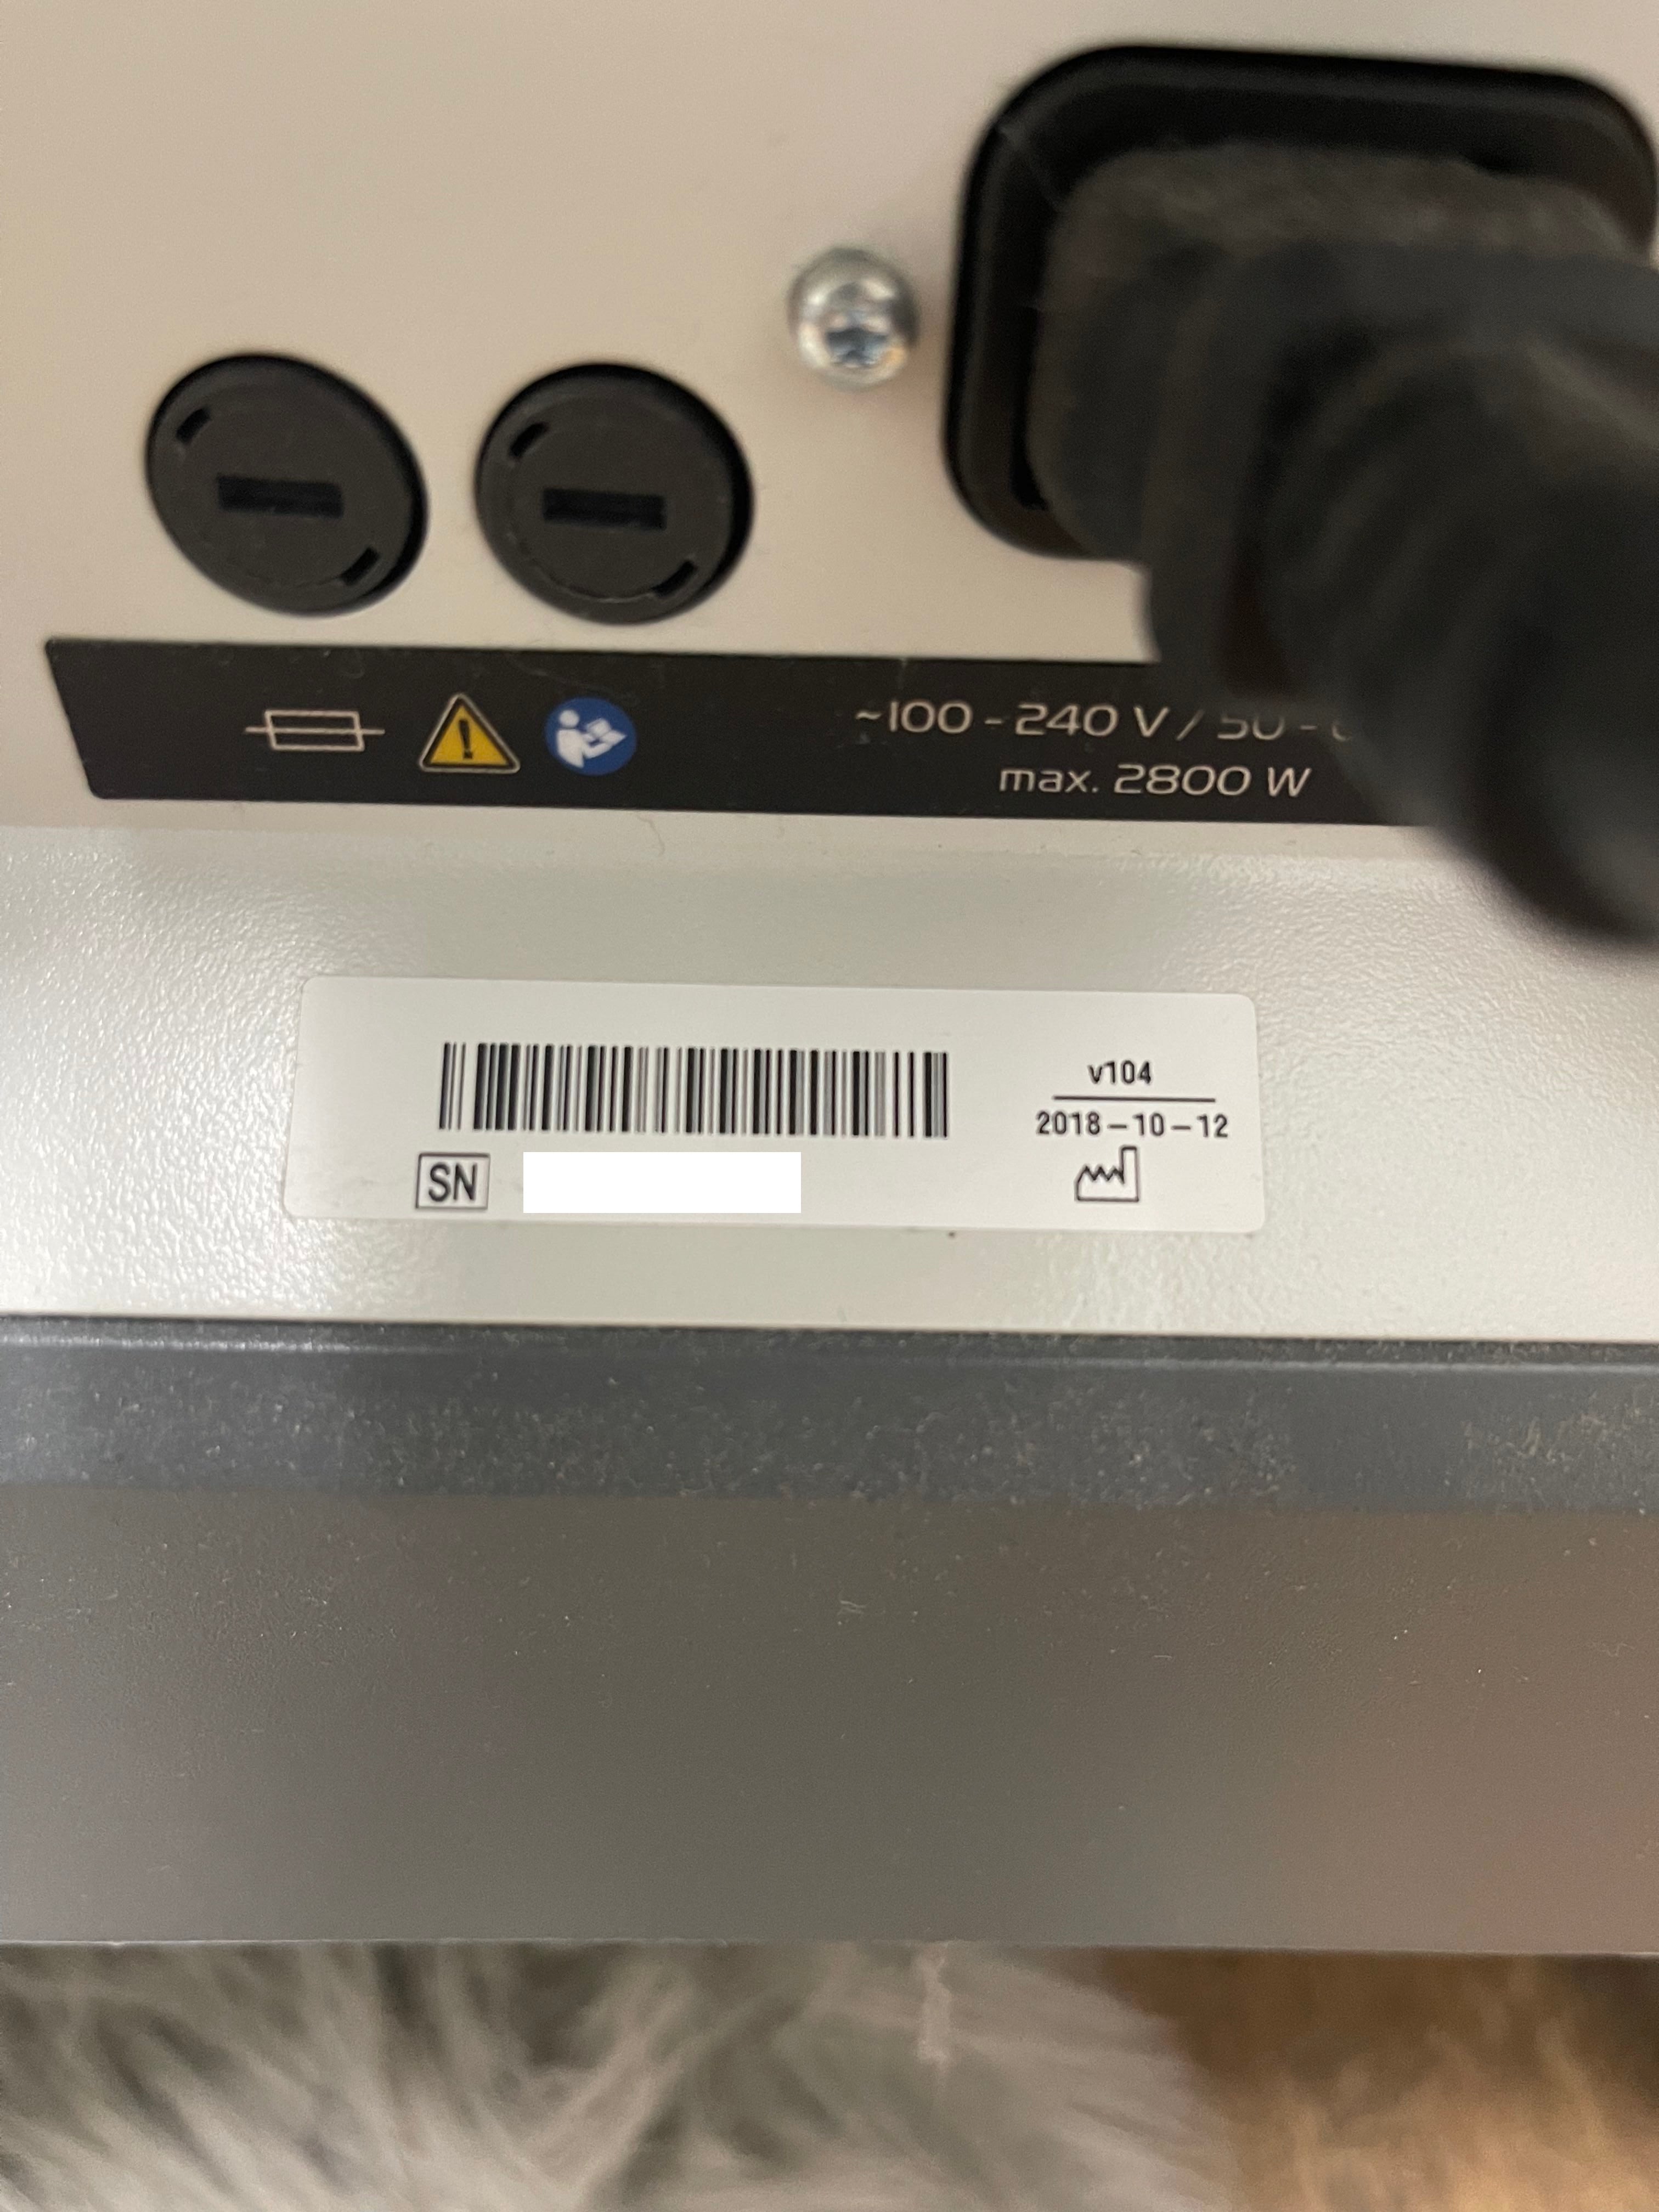 ~100 - 240 V / 50 -
max. 2800 W
v104
2018-10-12
SN